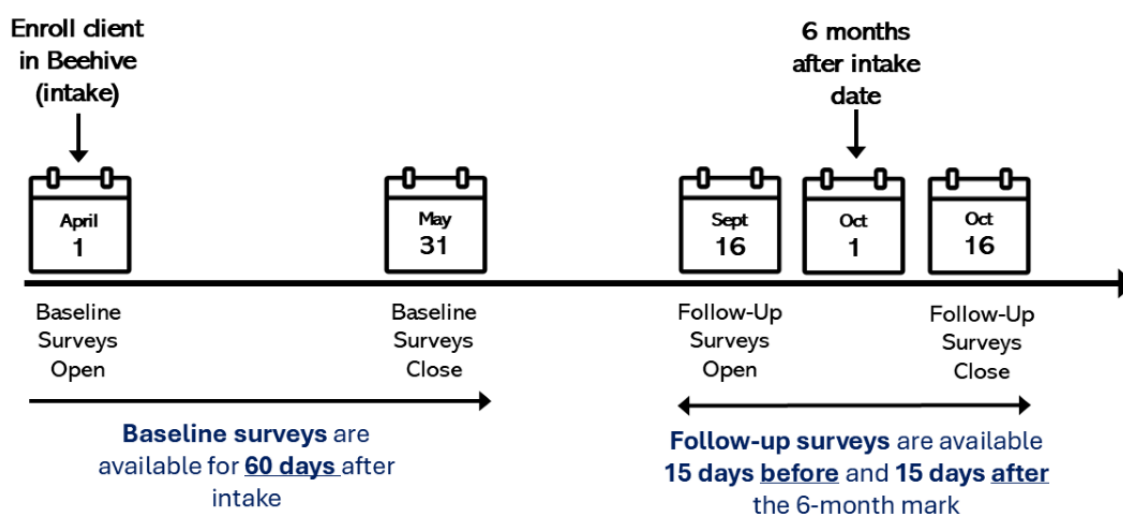 Enroll client
in Beehive
(intake)
6 months
after intake
date
April
1
May
31
Sept
16
Oct
1
Oct
16
Baseline
Surveys
Open
Baseline
Surveys
Close
Follow-Up
Surveys
Open
Follow-Up
Surveys
Close
Baseline surveys are
available for 60 days after
intake
Follow-up surveys are available
15 days before and 15 days after
the 6-month mark